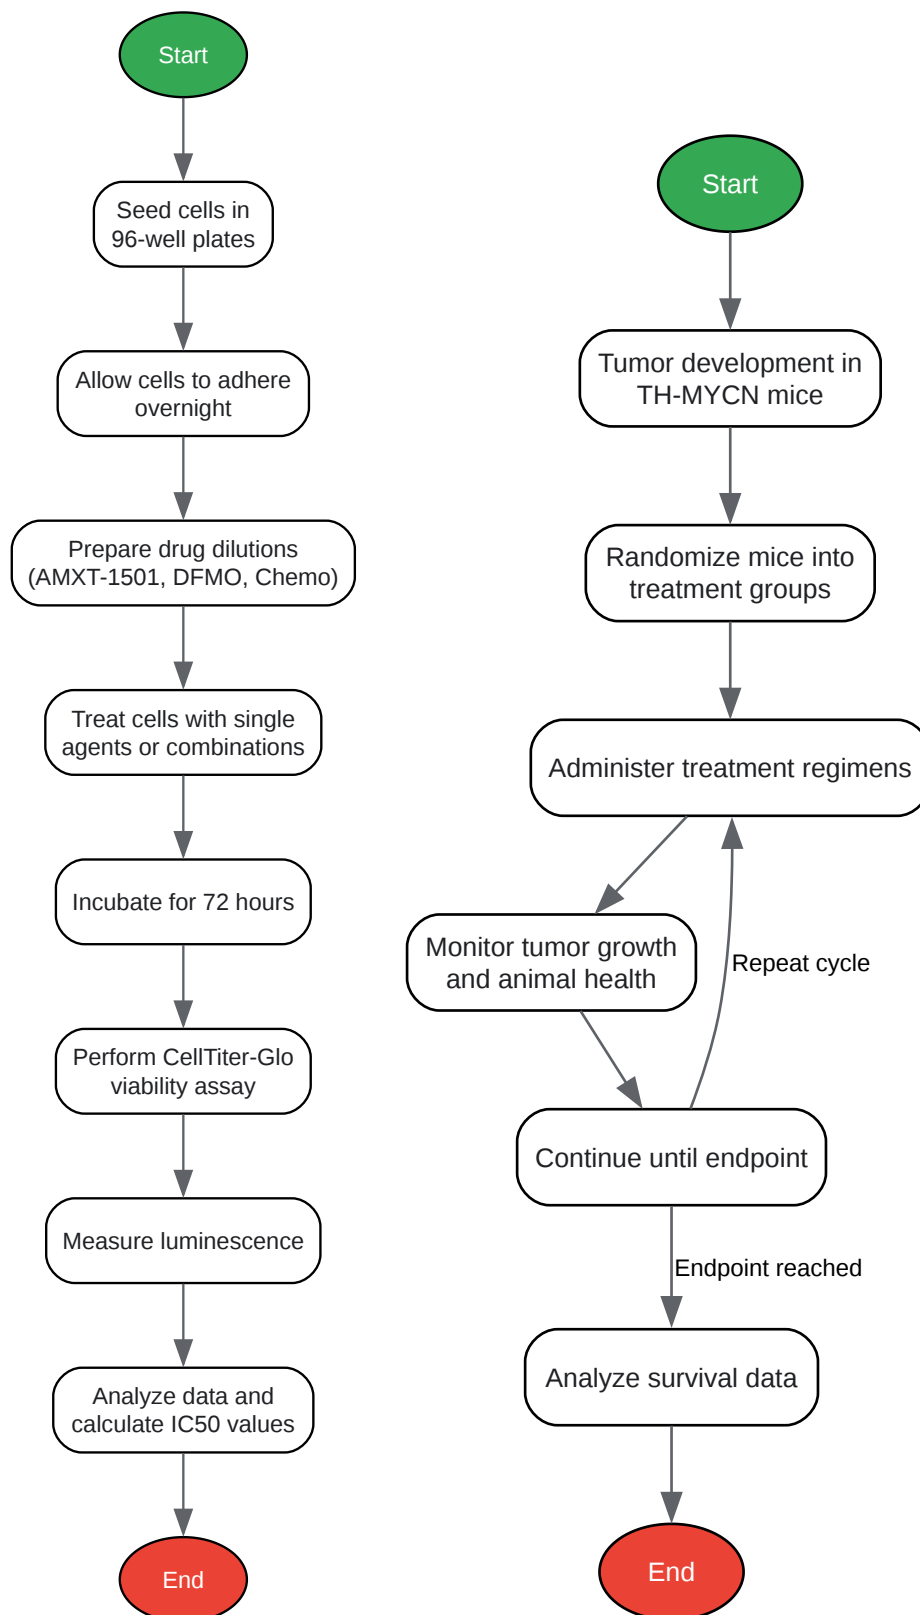 Start
Seed cells in
96-well plates
Allow cells to adhere
overnight
Prepare drug dilutions
(AMXT-1501, DFMO, Chemo)
Treat cells with single
agents or combinations
Incubate for 72 hours
Perform CellTiter-Glo
viability assay
Measure luminescence
Analyze data and
calculate IC50 values
End
Start
Tumor development in
TH-MYCN mice
Randomize mice into
treatment groups
Administer treatment regimens
Monitor tumor growth
and animal health
Repeat cycle
Continue until endpoint
Endpoint reached
Analyze survival data
End